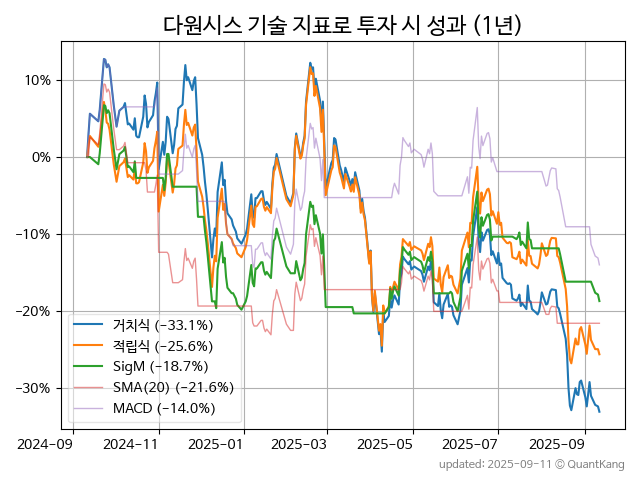 다원시스 기술 지표로 투자 시 성과 (1년)
10%
0%
−10%
−20%
−30%
거치식 (−33.1%)
적립식 (−25.6%)
SigM (−18.7%)
SMA(20) (−21.6%)
MACD (−14.0%)
2024-09 2024-11 2025-01 2025-03 2025-05 2025-07 2025-09
updated: 2025-09-11 © QuantKang